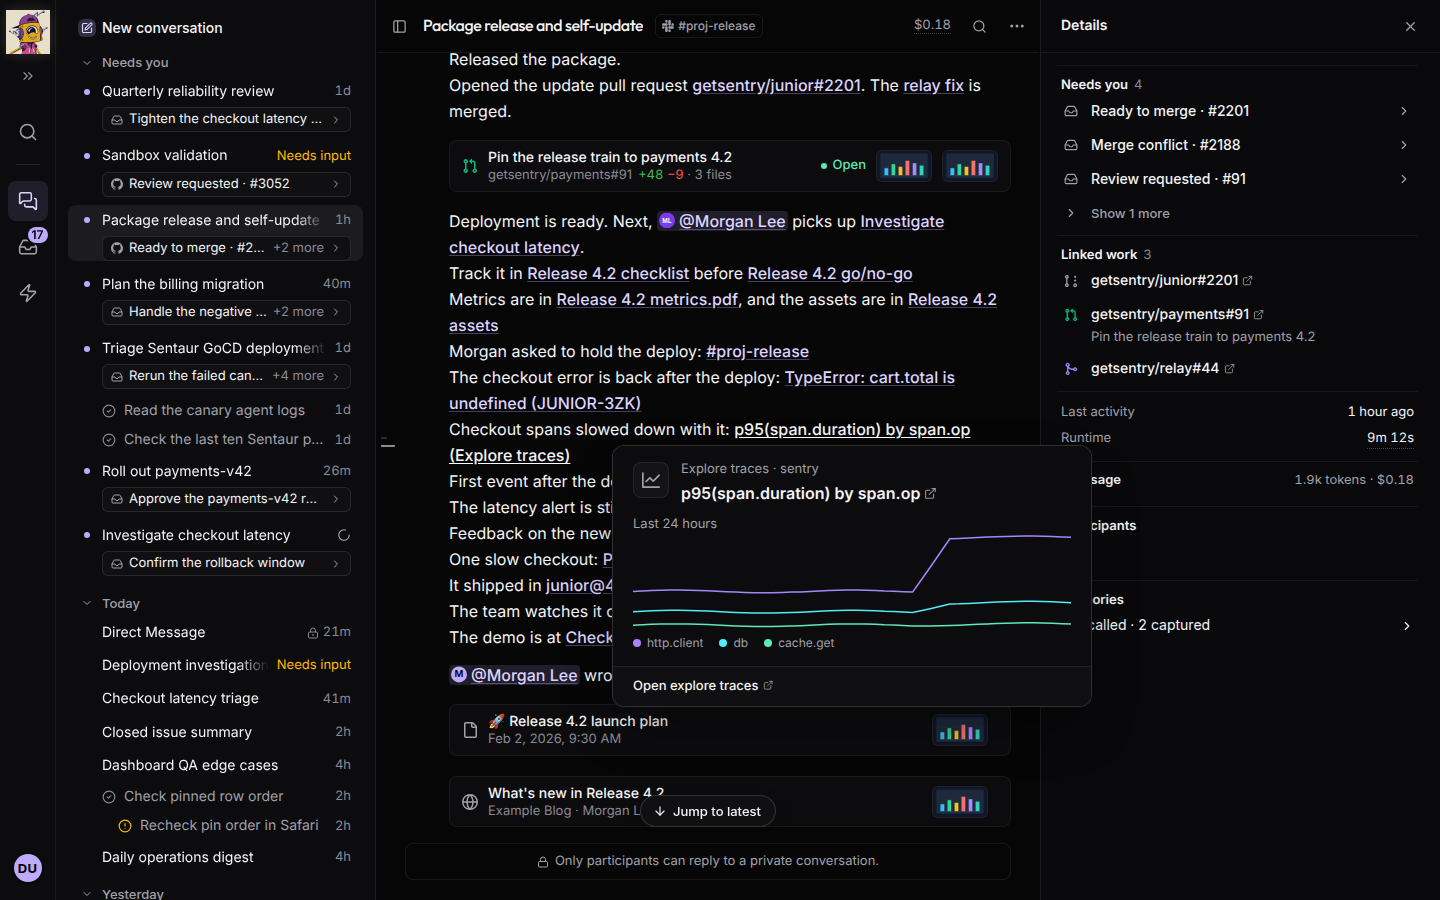 New conversation
Needs you
Quarterly reliability review 1d
Tighten the checkout latency ...
Sandbox validation Needs input
Review requested · #3052
Package release and self-update 1h
Ready to merge · #2... +2 more
17
Plan the billing migration 40m
Handle the negative ... +2 more
Triage Sentaur GoCD deployment 1d
Rerun the failed can... +4 more
Read the canary agent logs 1d
Check the last ten Sentaur p... 1d
Roll out payments-v42 26m
Approve the payments-v42 r...
Investigate checkout latency
Confirm the rollback window
Today
Direct Message 21m
Deployment investigation Needs input
Checkout latency triage 41m
Closed issue summary 2h
Dashboard QA edge cases 4h
Check pinned row order 2h
Recheck pin order in Safari 2h
Daily operations digest 4h
Yesterday
DU
Package release and self-update #proj-release $0.18
Released the package.
Opened the update pull request getsentry/junior#2201. The relay fix is
merged.
Pin the release train to payments 4.2
getsentry/payments#91 +48 −9 · 3 files
Open
Deployment is ready. Next, ML @Morgan Lee picks up Investigate
checkout latency.
Track it in Release 4.2 checklist before Release 4.2 go/no-go
Metrics are in Release 4.2 metrics.pdf, and the assets are in Release 4.2
assets
Morgan asked to hold the deploy: #proj-release
The checkout error is back after the deploy: TypeError: cart.total is
undefined (JUNIOR-3ZK)
Checkout spans slowed down with it: p95(span.duration) by span.op
(Explore traces)
First event after the d
The latency alert is sti
Feedback on the new
One slow checkout: P
It shipped in junior@4
The team watches it o
The demo is at Check
M @Morgan Lee wro
Explore traces · sentry
p95(span.duration) by span.op
Last 24 hours
http.client db cache.get
Open explore traces
🚀 Release 4.2 launch plan
Feb 2, 2026, 9:30 AM
What's new in Release 4.2
Example Blog · Morgan L
Jump to latest
Only participants can reply to a private conversation.
Details
Needs you 4
Ready to merge · #2201
Merge conflict · #2188
Review requested · #91
Show 1 more
Linked work 3
getsentry/junior#2201
getsentry/payments#91
Pin the release train to payments 4.2
getsentry/relay#44
Last activity 1 hour ago
Runtime 9m 12s
sage 1.9k tokens · $0.18
cipants
ories
called · 2 captured